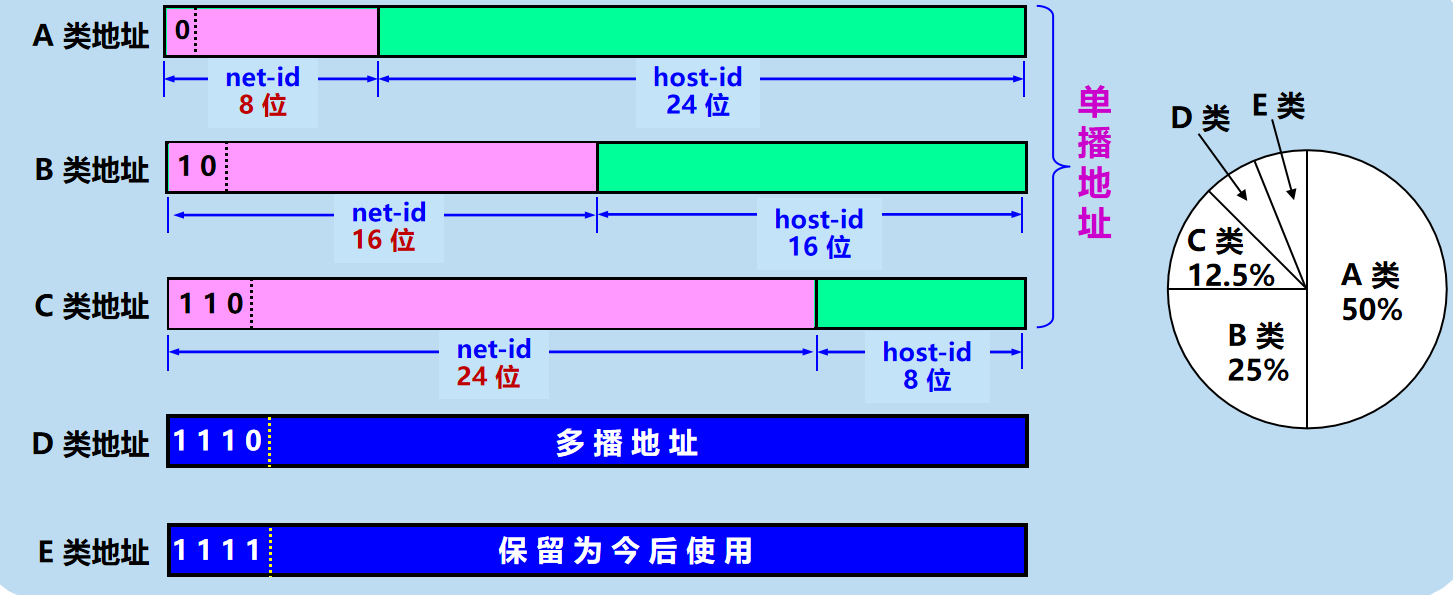 A 类地址
0
net-id
8 位
host-id
24 位
B 类地址
1 0
net-id
16 位
host-id
16 位
C 类地址
1 1 0
net-id
24 位
host-id
8 位
D 类地址
1 1 1 0
多 播 地 址
E 类地址
1 1 1 1
保 留 为 今 后 使 用
单
播
地
址
D 类
E 类
C 类
12.5%
A 类
50%
B 类
25%